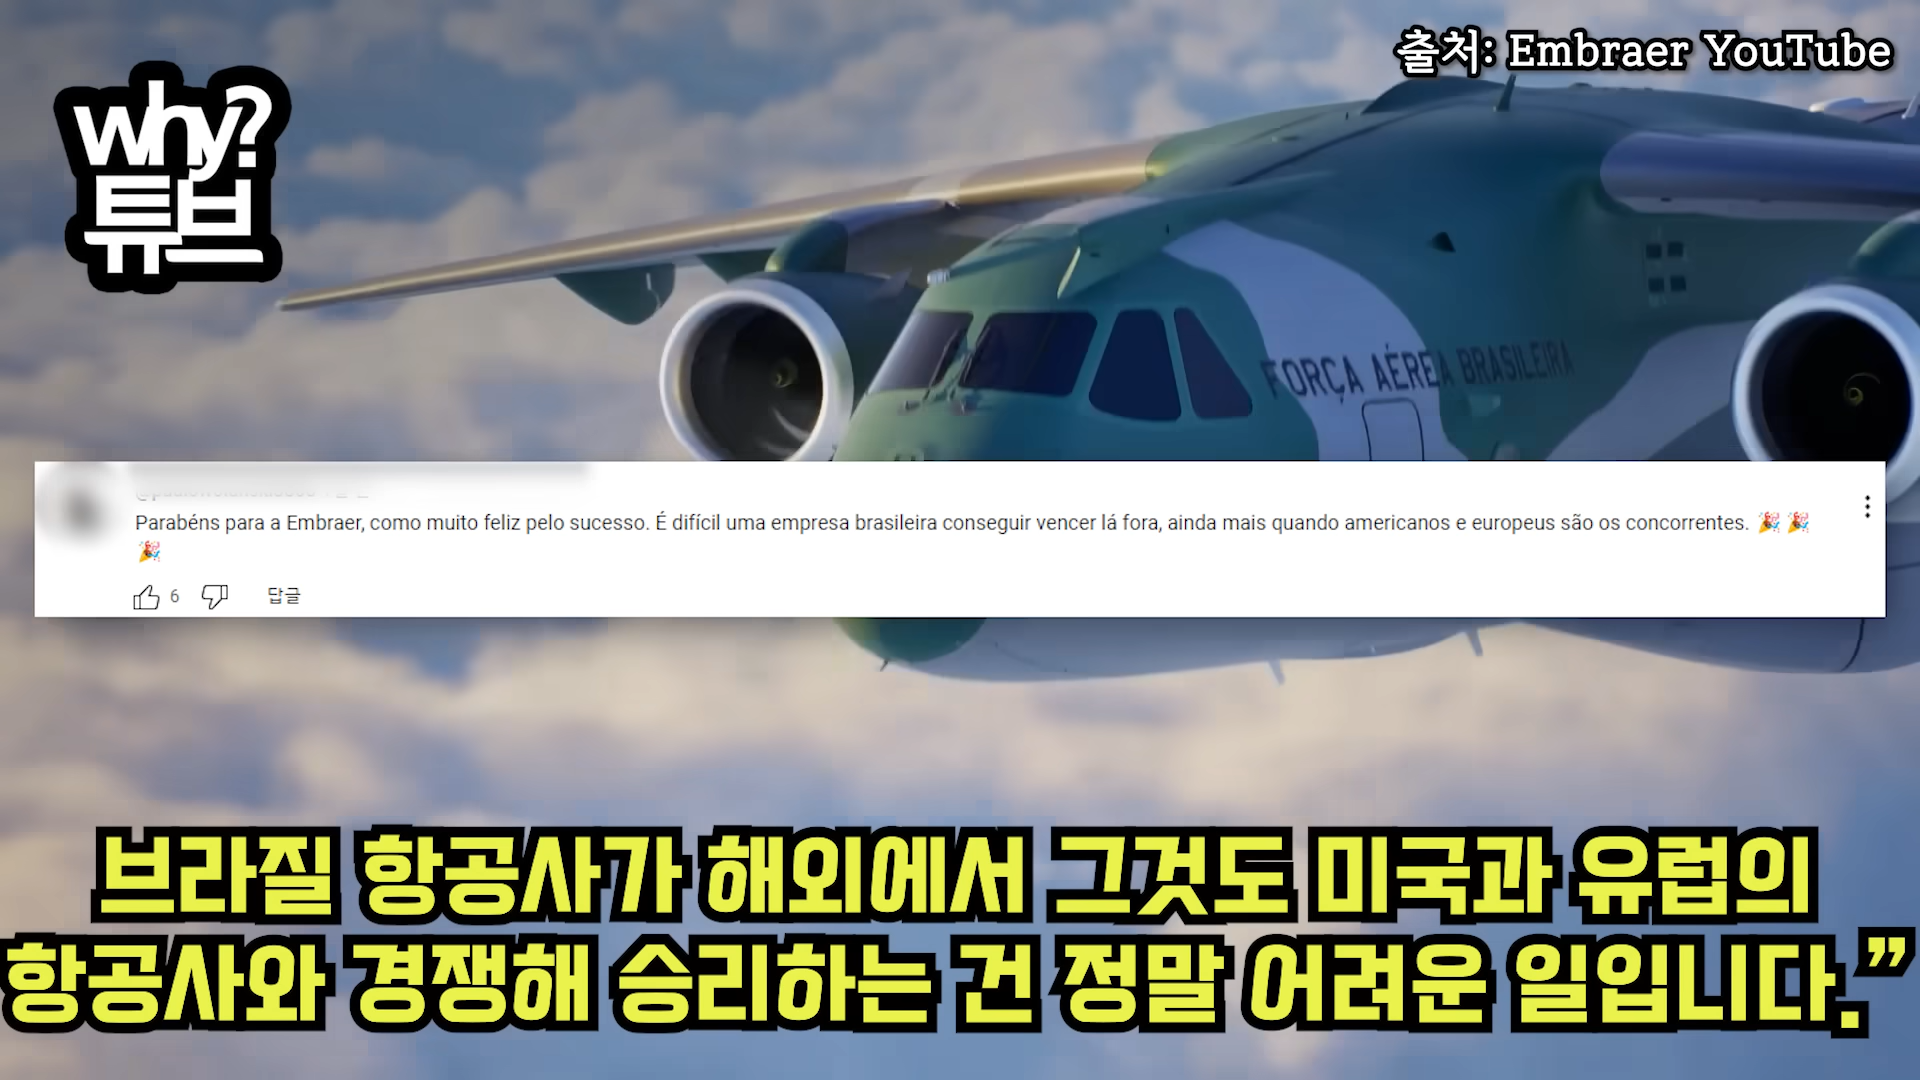 출처: Embraer YouTube
why?
튜브
FORÇA AÉREA BRASILEIRA
Parabéns para a Embraer, como muito feliz pelo sucesso. É difícil uma empresa brasileira conseguir vencer lá fora, ainda mais quando americanos e europeus são os concorrentes. 🎉 🎉
🎉
6 답글
브라질 항공사가 해외에서 그것도 미국과 유럽의
항공사와 경쟁해 승리하는 건 정말 어려운 일입니다.”